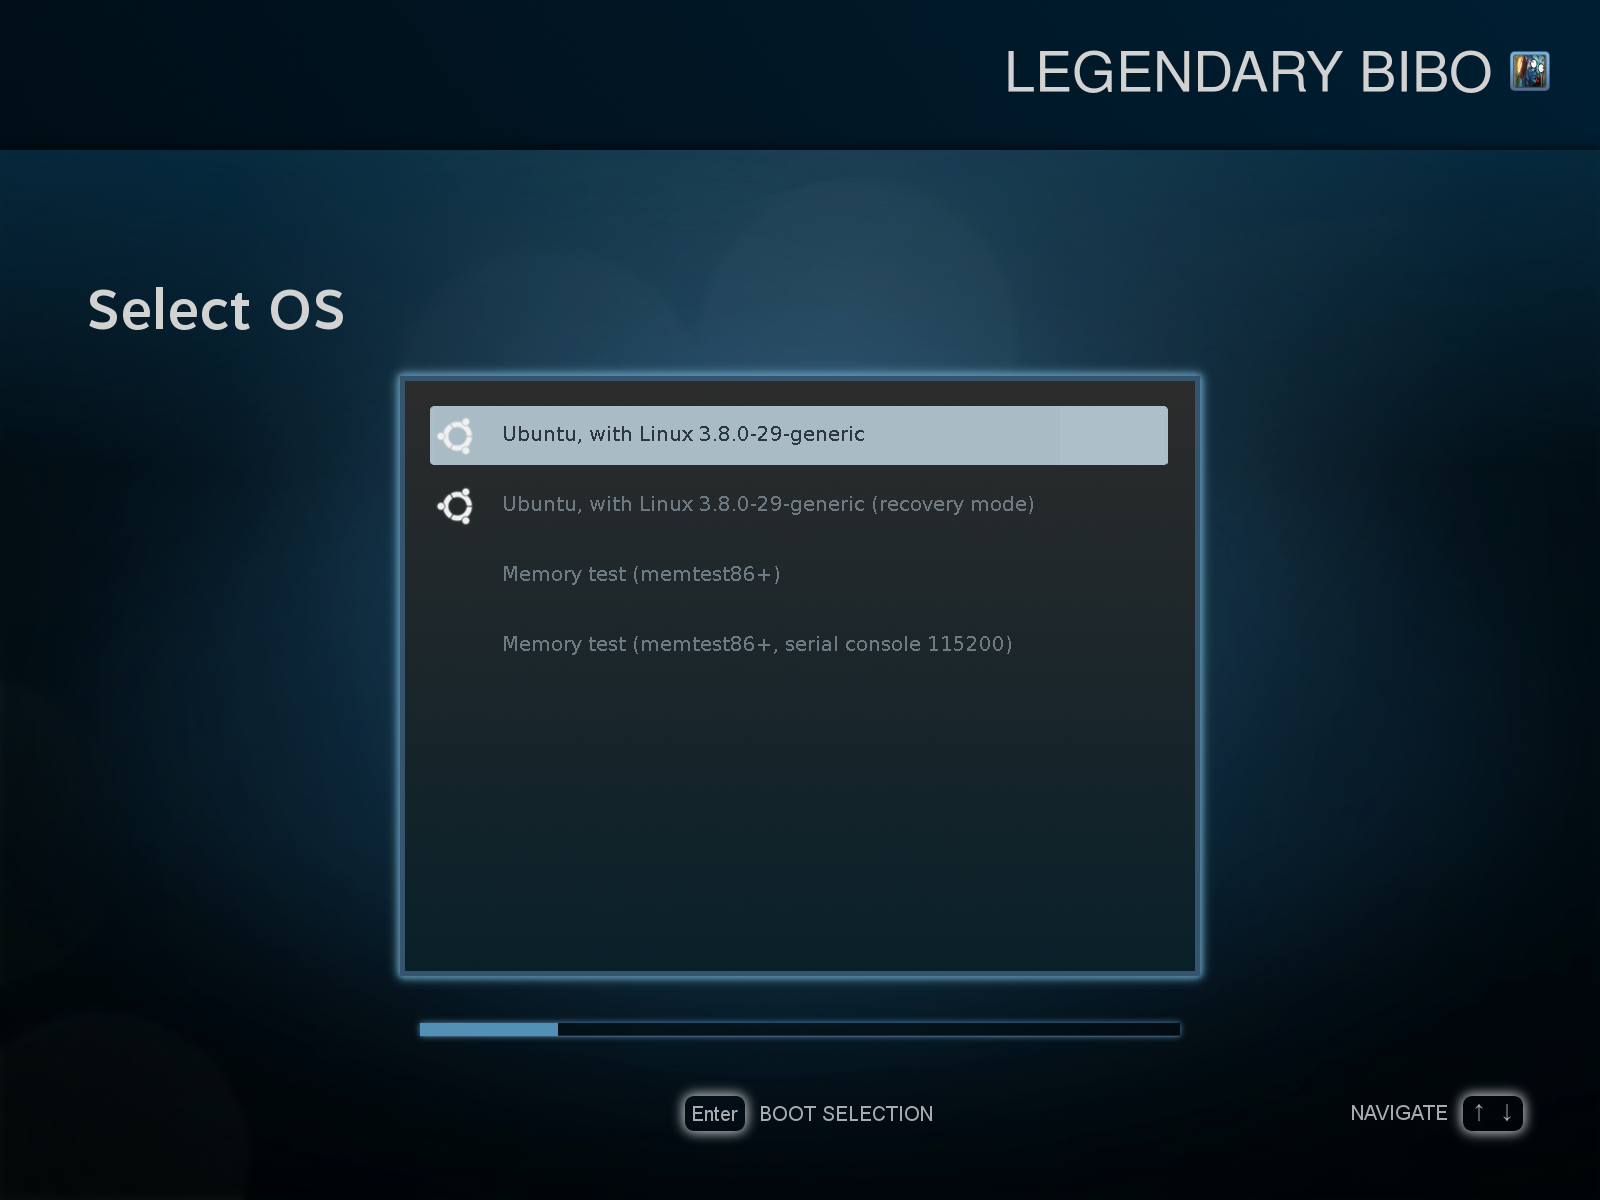 LEGENDARY BIBO
Select OS
Ubuntu, with Linux 3.8.0-29-generic
Ubuntu, with Linux 3.8.0-29-generic (recovery mode)
Memory test (memtest86+)
Memory test (memtest86+, serial console 115200)
Enter BOOT SELECTION
NAVIGATE ↑ ↓